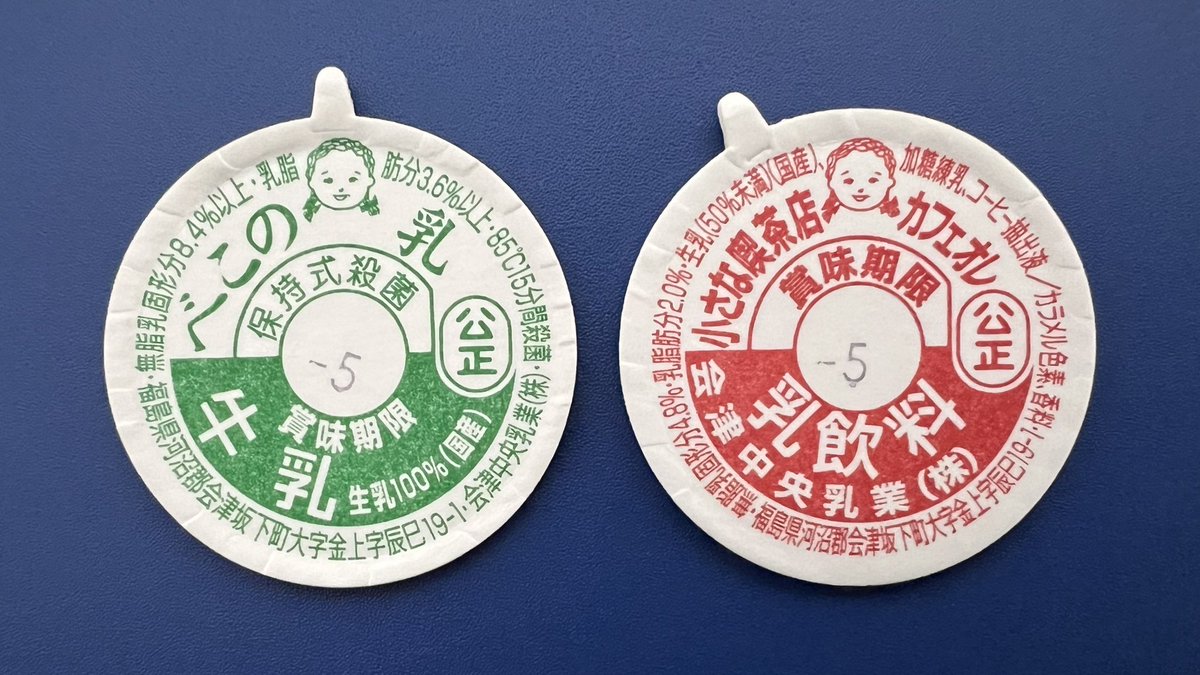 無脂乳固形分8.4%以上・乳脂肪分3.6%以上・85℃15分間殺菌・会津中央乳業(株)・
河沼郡会津坂下町大字金上字辰巳19-1・
べこの乳
保持式殺菌
公正
-5
賞味期限
牛乳
生乳100%(国産)
固形分4.8%・乳脂肪分2.0%・生乳(50%未満)(国産)、加糖練乳、コーヒー抽出液/カラメル色素、香料・
福島県河沼郡会津坂下町大字金上字辰巳19-1
小さな喫茶店カフェオレ
賞味期限
公正
-5
乳飲料
会津中央乳業(株)